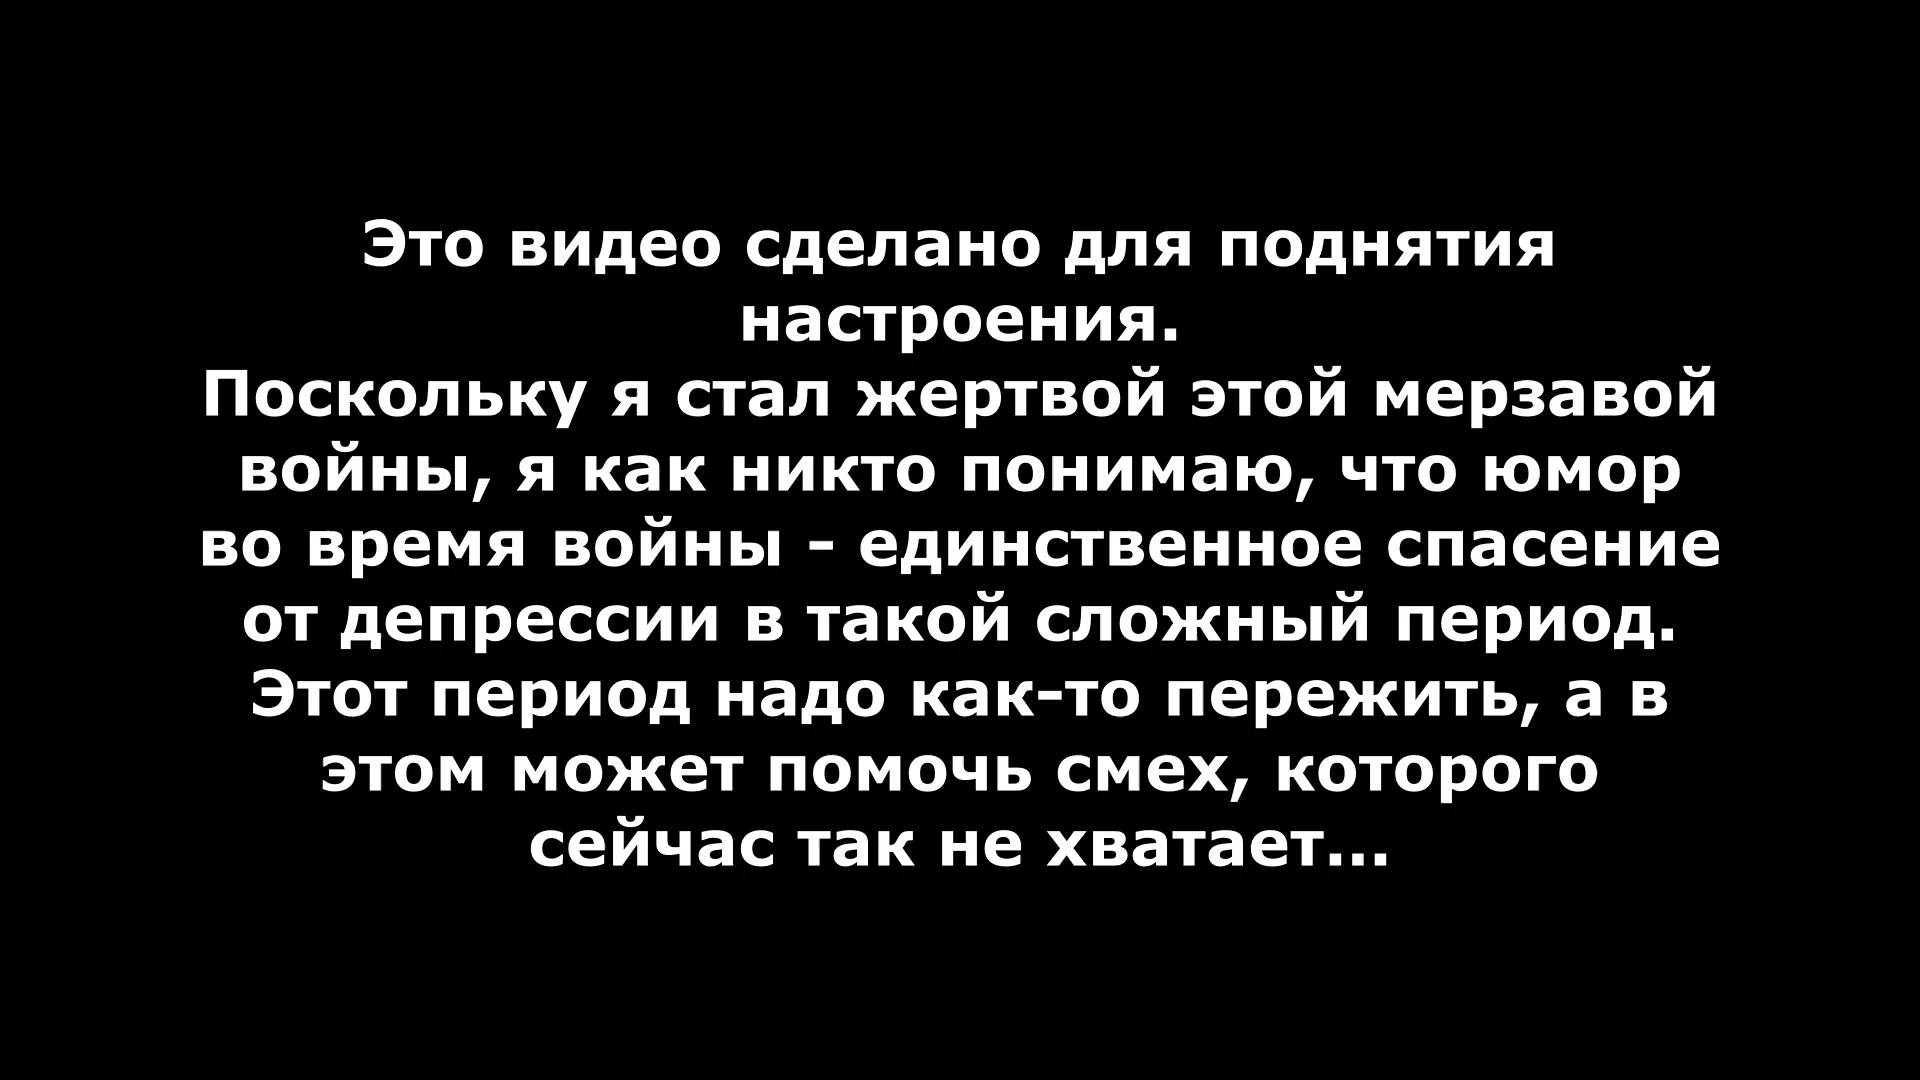 Это видео сделано для поднятия
настроения.
Поскольку я стал жертвой этой мерзавой
войны, я как никто понимаю, что юмор
во время войны - единственное спасение
от депрессии в такой сложный период.
Этот период надо как-то пережить, а в
этом может помочь смех, которого
сейчас так не хватает...